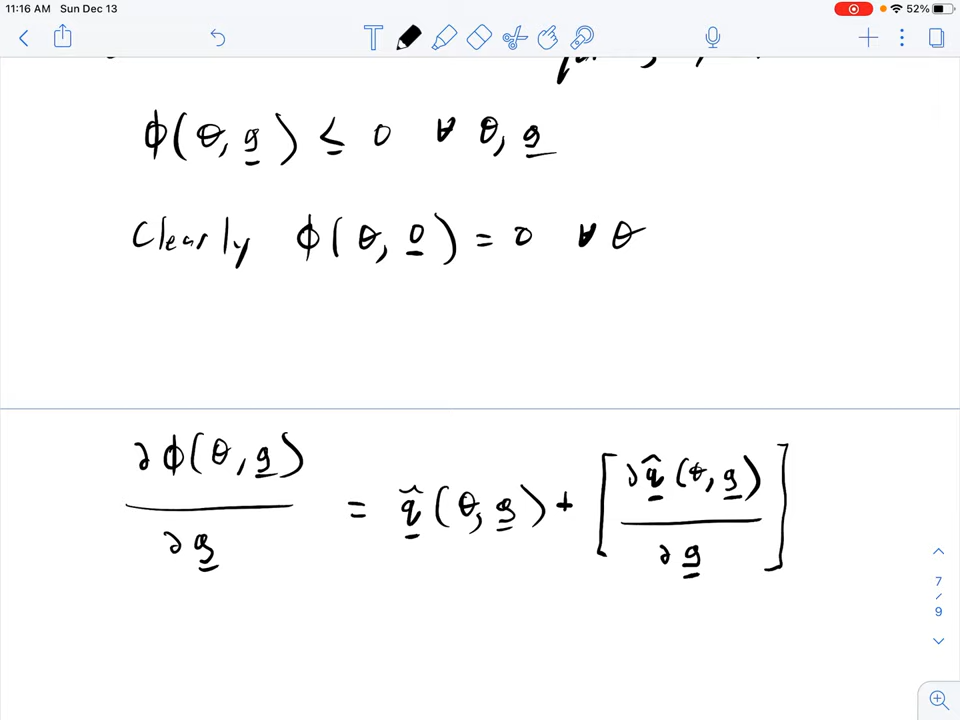 11:16 AM Sun Dec 13 52%
T
ϕ(θ, g) ≤ 0 ∀ θ, g
Clearly ϕ(θ, 0) = 0 ∀ θ
∂ϕ(θ, g) / ∂g = q̂(θ, g) + [∂q̂(θ, g) / ∂g]
7
/
9